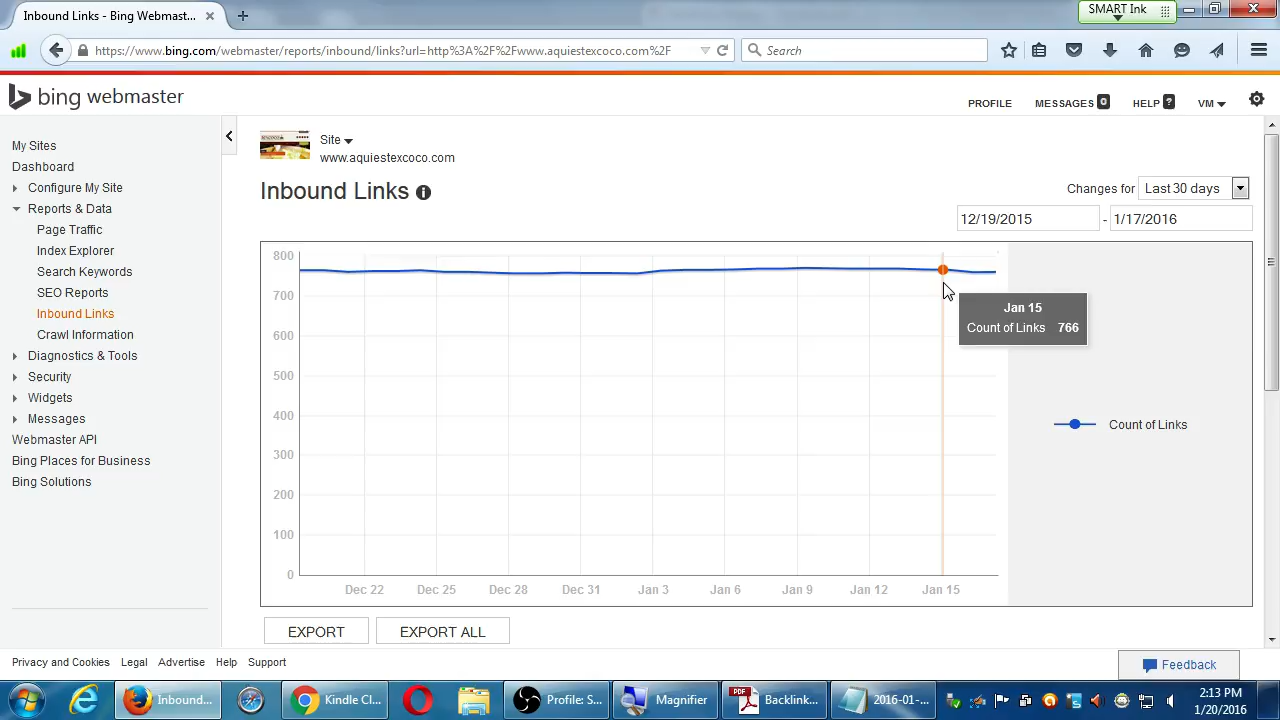 Inbound Links - Bing Webmast...
SMART Ink
https://www.bing.com/webmaster/reports/inbound/links?url=http%3A%2F%2Fwww.aquiestexcoco.com%2F
Search
bing webmaster
PROFILE
MESSAGES 0
HELP ?
VM
My Sites
Dashboard
Configure My Site
Reports & Data
Page Traffic
Index Explorer
Search Keywords
SEO Reports
Inbound Links
Crawl Information
Diagnostics & Tools
Security
Widgets
Messages
Webmaster API
Bing Places for Business
Bing Solutions
Site
www.aquiestexcoco.com
Inbound Links
Changes for Last 30 days
12/19/2015 - 1/17/2016
800
700
600
500
400
300
200
100
0
Dec 22 Dec 25 Dec 28 Dec 31 Jan 3 Jan 6 Jan 9 Jan 12 Jan 15
Jan 15
Count of Links 766
Count of Links
EXPORT EXPORT ALL
Privacy and Cookies Legal Advertise Help Support
Feedback
Inbound...
Kindle Cl...
Profile: S...
Magnifier
PDF
Backlink...
2016-01-...
2:13 PM
1/20/2016